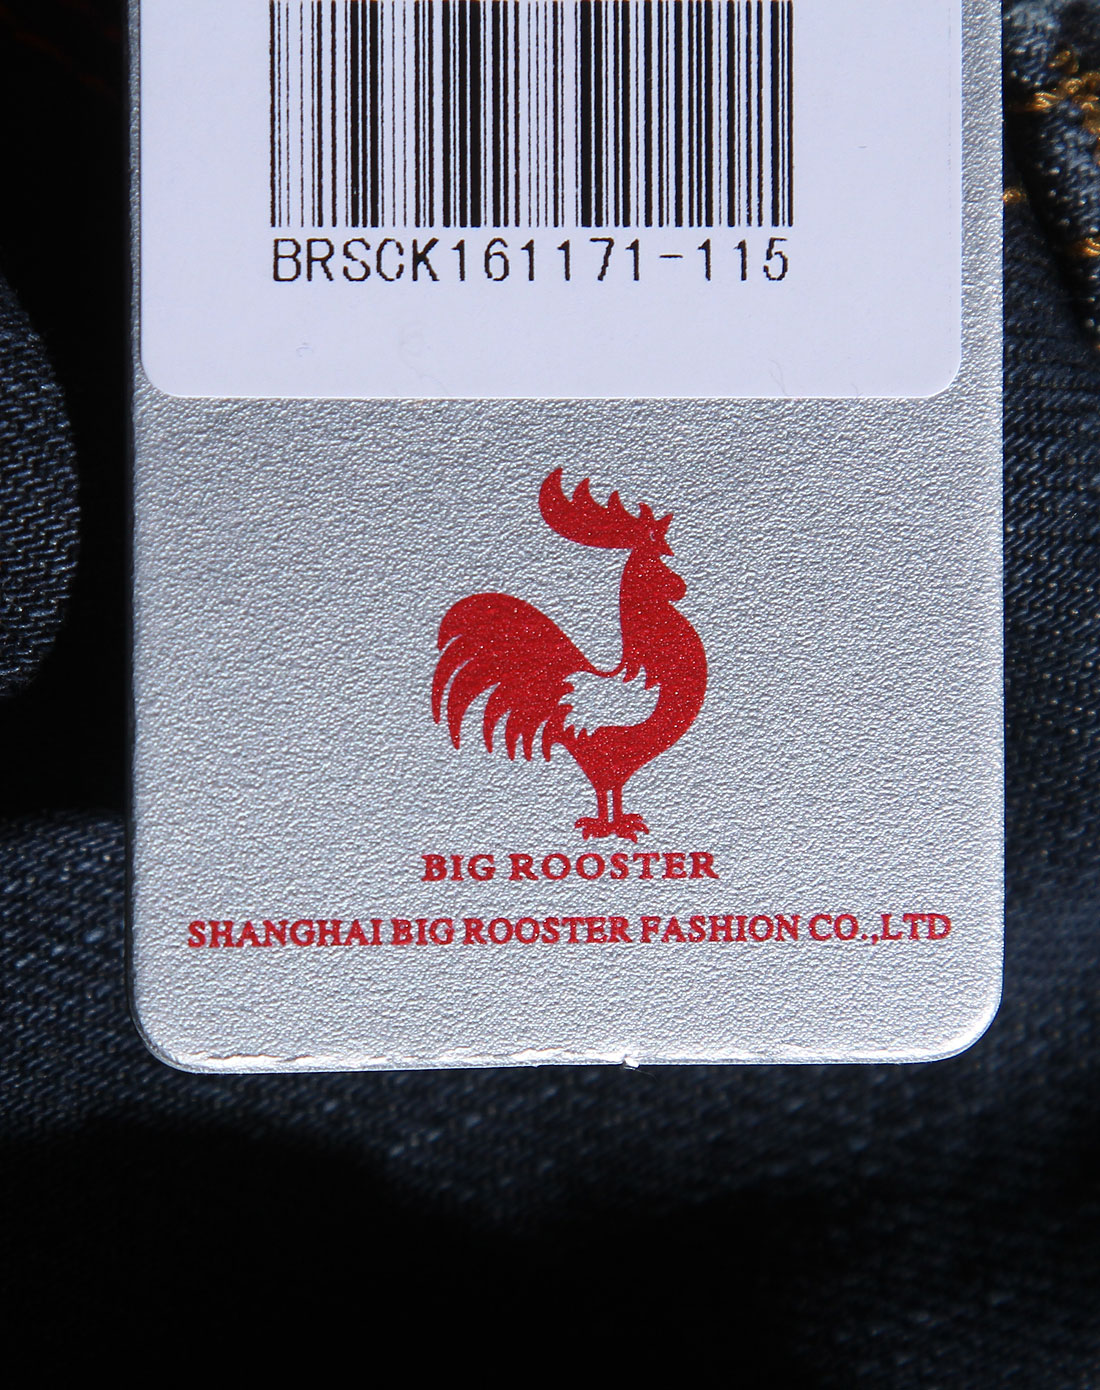 BRSCK161171-115
BIG ROOSTER
SHANGHAI BIG ROOSTER FASHION CO.,LTD